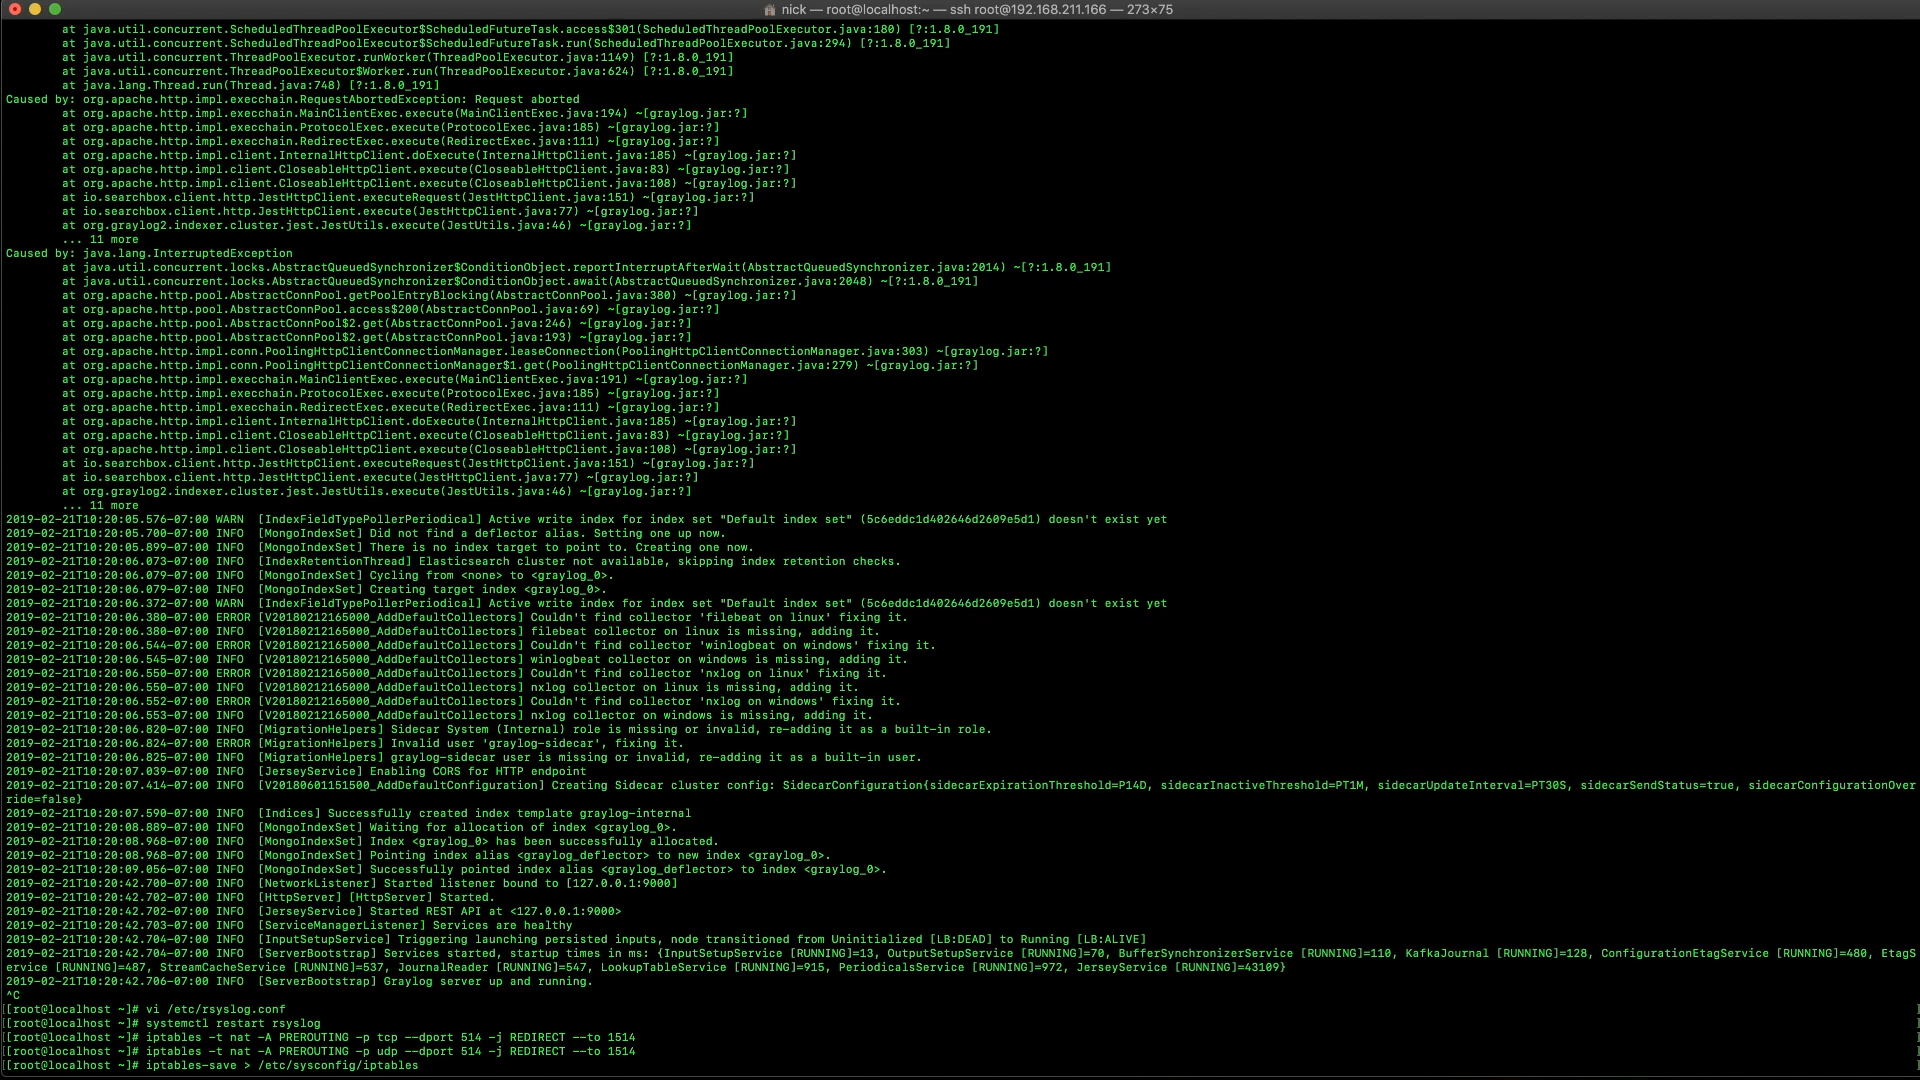 nick — root@localhost:~ — ssh root@192.168.211.166 — 273×75
at java.util.concurrent.ScheduledThreadPoolExecutor$ScheduledFutureTask.access$301(ScheduledThreadPoolExecutor.java:180) [?:1.8.0_191]
at java.util.concurrent.ScheduledThreadPoolExecutor$ScheduledFutureTask.run(ScheduledThreadPoolExecutor.java:294) [?:1.8.0_191]
at java.util.concurrent.ThreadPoolExecutor.runWorker(ThreadPoolExecutor.java:1149) [?:1.8.0_191]
at java.util.concurrent.ThreadPoolExecutor$Worker.run(ThreadPoolExecutor.java:624) [?:1.8.0_191]
at java.lang.Thread.run(Thread.java:748) [?:1.8.0_191]
Caused by: org.apache.http.impl.execchain.RequestAbortedException: Request aborted
at org.apache.http.impl.execchain.MainClientExec.execute(MainClientExec.java:194) ~[graylog.jar:?]
at org.apache.http.impl.execchain.ProtocolExec.execute(ProtocolExec.java:185) ~[graylog.jar:?]
at org.apache.http.impl.execchain.RedirectExec.execute(RedirectExec.java:111) ~[graylog.jar:?]
at org.apache.http.impl.client.InternalHttpClient.doExecute(InternalHttpClient.java:185) ~[graylog.jar:?]
at org.apache.http.impl.client.CloseableHttpClient.execute(CloseableHttpClient.java:83) ~[graylog.jar:?]
at org.apache.http.impl.client.CloseableHttpClient.execute(CloseableHttpClient.java:108) ~[graylog.jar:?]
at io.searchbox.client.http.JestHttpClient.executeRequest(JestHttpClient.java:151) ~[graylog.jar:?]
at io.searchbox.client.http.JestHttpClient.execute(JestHttpClient.java:77) ~[graylog.jar:?]
at org.graylog2.indexer.cluster.jest.JestUtils.execute(JestUtils.java:46) ~[graylog.jar:?]
... 11 more
Caused by: java.lang.InterruptedException
at java.util.concurrent.locks.AbstractQueuedSynchronizer$ConditionObject.reportInterruptAfterWait(AbstractQueuedSynchronizer.java:2014) ~[?:1.8.0_191]
at java.util.concurrent.locks.AbstractQueuedSynchronizer$ConditionObject.await(AbstractQueuedSynchronizer.java:2048) ~[?:1.8.0_191]
at org.apache.http.pool.AbstractConnPool.getPoolEntryBlocking(AbstractConnPool.java:380) ~[graylog.jar:?]
at org.apache.http.pool.AbstractConnPool.access$200(AbstractConnPool.java:69) ~[graylog.jar:?]
at org.apache.http.pool.AbstractConnPool$2.get(AbstractConnPool.java:246) ~[graylog.jar:?]
at org.apache.http.pool.AbstractConnPool$2.get(AbstractConnPool.java:193) ~[graylog.jar:?]
at org.apache.http.impl.conn.PoolingHttpClientConnectionManager.leaseConnection(PoolingHttpClientConnectionManager.java:303) ~[graylog.jar:?]
at org.apache.http.impl.conn.PoolingHttpClientConnectionManager$1.get(PoolingHttpClientConnectionManager.java:279) ~[graylog.jar:?]
at org.apache.http.impl.execchain.MainClientExec.execute(MainClientExec.java:191) ~[graylog.jar:?]
at org.apache.http.impl.execchain.ProtocolExec.execute(ProtocolExec.java:185) ~[graylog.jar:?]
at org.apache.http.impl.execchain.RedirectExec.execute(RedirectExec.java:111) ~[graylog.jar:?]
at org.apache.http.impl.client.InternalHttpClient.doExecute(InternalHttpClient.java:185) ~[graylog.jar:?]
at org.apache.http.impl.client.CloseableHttpClient.execute(CloseableHttpClient.java:83) ~[graylog.jar:?]
at org.apache.http.impl.client.CloseableHttpClient.execute(CloseableHttpClient.java:108) ~[graylog.jar:?]
at io.searchbox.client.http.JestHttpClient.executeRequest(JestHttpClient.java:151) ~[graylog.jar:?]
at io.searchbox.client.http.JestHttpClient.execute(JestHttpClient.java:77) ~[graylog.jar:?]
at org.graylog2.indexer.cluster.jest.JestUtils.execute(JestUtils.java:46) ~[graylog.jar:?]
... 11 more
2019-02-21T10:20:05.576-07:00 WARN  [IndexFieldTypePollerPeriodical] Active write index for index set "Default index set" (5c6eddc1d402646d2609e5d1) doesn't exist yet
2019-02-21T10:20:05.700-07:00 INFO  [MongoIndexSet] Did not find a deflector alias. Setting one up now.
2019-02-21T10:20:05.899-07:00 INFO  [MongoIndexSet] There is no index target to point to. Creating one now.
2019-02-21T10:20:06.073-07:00 INFO  [IndexRetentionThread] Elasticsearch cluster not available, skipping index retention checks.
2019-02-21T10:20:06.079-07:00 INFO  [MongoIndexSet] Cycling from <none> to <graylog_0>.
2019-02-21T10:20:06.079-07:00 INFO  [MongoIndexSet] Creating target index <graylog_0>.
2019-02-21T10:20:06.372-07:00 WARN  [IndexFieldTypePollerPeriodical] Active write index for index set "Default index set" (5c6eddc1d402646d2609e5d1) doesn't exist yet
2019-02-21T10:20:06.380-07:00 ERROR [V20180212165000_AddDefaultCollectors] Couldn't find collector 'filebeat on linux' fixing it.
2019-02-21T10:20:06.380-07:00 INFO  [V20180212165000_AddDefaultCollectors] filebeat collector on linux is missing, adding it.
2019-02-21T10:20:06.544-07:00 ERROR [V20180212165000_AddDefaultCollectors] Couldn't find collector 'winlogbeat on windows' fixing it.
2019-02-21T10:20:06.545-07:00 INFO  [V20180212165000_AddDefaultCollectors] winlogbeat collector on windows is missing, adding it.
2019-02-21T10:20:06.550-07:00 ERROR [V20180212165000_AddDefaultCollectors] Couldn't find collector 'nxlog on linux' fixing it.
2019-02-21T10:20:06.550-07:00 INFO  [V20180212165000_AddDefaultCollectors] nxlog collector on linux is missing, adding it.
2019-02-21T10:20:06.552-07:00 ERROR [V20180212165000_AddDefaultCollectors] Couldn't find collector 'nxlog on windows' fixing it.
2019-02-21T10:20:06.553-07:00 INFO  [V20180212165000_AddDefaultCollectors] nxlog collector on windows is missing, adding it.
2019-02-21T10:20:06.820-07:00 INFO  [MigrationHelpers] Sidecar System (Internal) role is missing or invalid, re-adding it as a built-in role.
2019-02-21T10:20:06.824-07:00 ERROR [MigrationHelpers] Invalid user 'graylog-sidecar', fixing it.
2019-02-21T10:20:06.825-07:00 INFO  [MigrationHelpers] graylog-sidecar user is missing or invalid, re-adding it as a built-in user.
2019-02-21T10:20:07.039-07:00 INFO  [JerseyService] Enabling CORS for HTTP endpoint
2019-02-21T10:20:07.414-07:00 INFO  [V20180601151500_AddDefaultConfiguration] Creating Sidecar cluster config: SidecarConfiguration{sidecarExpirationThreshold=P14D, sidecarInactiveThreshold=PT1M, sidecarUpdateInterval=PT30S, sidecarSendStatus=true, sidecarConfigurationOver
ride=false}
2019-02-21T10:20:07.590-07:00 INFO  [Indices] Successfully created index template graylog-internal
2019-02-21T10:20:08.889-07:00 INFO  [MongoIndexSet] Waiting for allocation of index <graylog_0>.
2019-02-21T10:20:08.968-07:00 INFO  [MongoIndexSet] Index <graylog_0> has been successfully allocated.
2019-02-21T10:20:08.968-07:00 INFO  [MongoIndexSet] Pointing index alias <graylog_deflector> to new index <graylog_0>.
2019-02-21T10:20:09.056-07:00 INFO  [MongoIndexSet] Successfully pointed index alias <graylog_deflector> to index <graylog_0>.
2019-02-21T10:20:42.700-07:00 INFO  [NetworkListener] Started listener bound to [127.0.0.1:9000]
2019-02-21T10:20:42.702-07:00 INFO  [HttpServer] [HttpServer] Started.
2019-02-21T10:20:42.702-07:00 INFO  [JerseyService] Started REST API at <127.0.0.1:9000>
2019-02-21T10:20:42.703-07:00 INFO  [ServiceManagerListener] Services are healthy
2019-02-21T10:20:42.704-07:00 INFO  [InputSetupService] Triggering launching persisted inputs, node transitioned from Uninitialized [LB:DEAD] to Running [LB:ALIVE]
2019-02-21T10:20:42.704-07:00 INFO  [ServerBootstrap] Services started, startup times in ms: {InputSetupService [RUNNING]=13, OutputSetupService [RUNNING]=70, BufferSynchronizerService [RUNNING]=110, KafkaJournal [RUNNING]=128, ConfigurationEtagService [RUNNING]=480, EtagS
ervice [RUNNING]=487, StreamCacheService [RUNNING]=537, JournalReader [RUNNING]=547, LookupTableService [RUNNING]=915, PeriodicalsService [RUNNING]=972, JerseyService [RUNNING]=43109}
2019-02-21T10:20:42.706-07:00 INFO  [ServerBootstrap] Graylog server up and running.
^C
[[root@localhost ~]# vi /etc/rsyslog.conf ]
[[root@localhost ~]# systemctl restart rsyslog ]
[[root@localhost ~]# iptables -t nat -A PREROUTING -p tcp --dport 514 -j REDIRECT --to 1514 ]
[[root@localhost ~]# iptables -t nat -A PREROUTING -p udp --dport 514 -j REDIRECT --to 1514 ]
[[root@localhost ~]# iptables-save > /etc/sysconfig/iptables ]